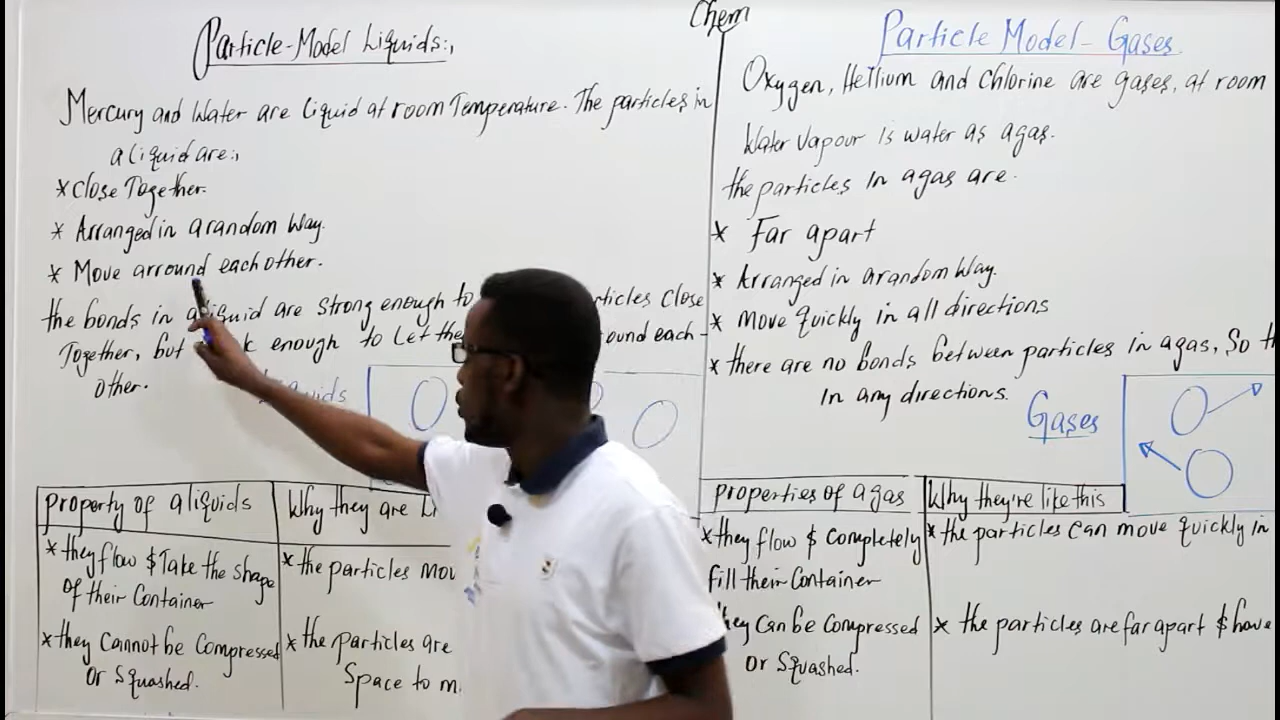 Chem
Particle-Model Liquids:,
Mercury and Water are Liquid at room Temperature. The particles in
a liquid are:,
* Close Together.
* Arranged in a random Way.
* Move arround each other.
the bonds in a liquid are Strong enough to close
Together, but enough to Let the each-
other.
Liquids
property of a liquids
Why they are
* they flow $ Take the Shape
of their Container
* the particles
* they Cannot be Compressed
Or Squashed.
* the particles are
Space to
Particle Model- Gases.
Oxygen, Hellium and Chlorine are gases, at room
Water Vapour is water as a gas.
the particles in a gas are.
* Far apart
* Arranged in a random Way.
* Move Quickly in all directions
* there are no bonds between particles in a gas, So
In any directions.
Gases
properties of a gas
Why they're like this
* they flow $ Completely
fill their Container
* the particles Can move quickly in
they Can be Compressed
Or Squashed.
* the particles are far apart $ have